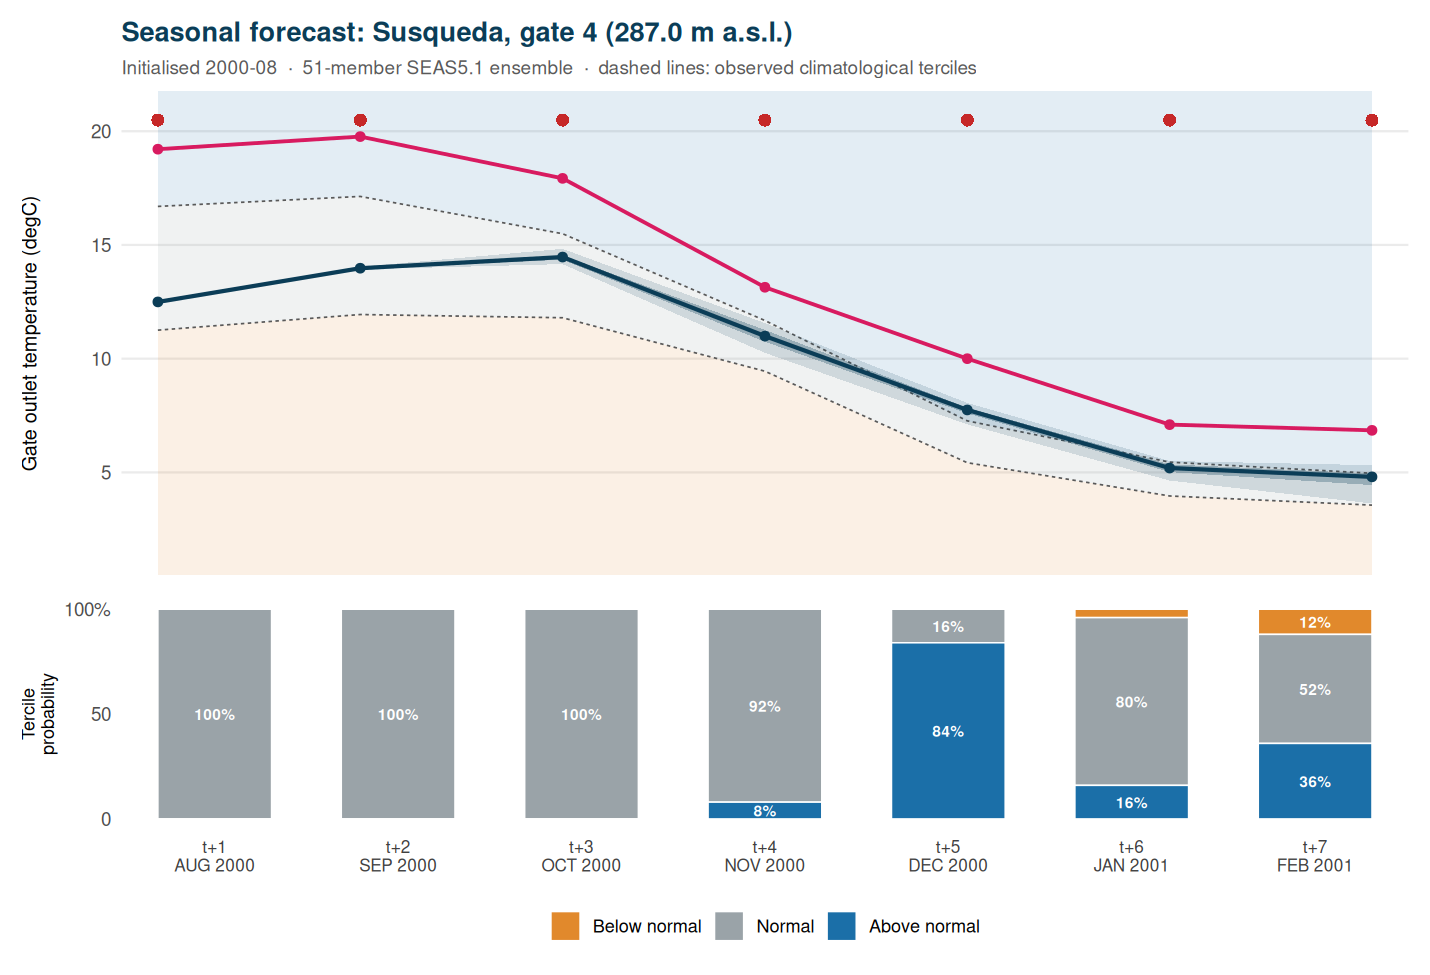 Seasonal forecast: Susqueda, gate 4 (287.0 m a.s.l.)
Initialised 2000-08 · 51-member SEAS5.1 ensemble · dashed lines: observed climatological terciles
Gate outlet temperature (degC)
20
15
10
5
Tercile
probability
100%
50
0
100%
100%
100%
92%
8%
16%
84%
80%
16%
12%
52%
36%
t+1
AUG 2000
t+2
SEP 2000
t+3
OCT 2000
t+4
NOV 2000
t+5
DEC 2000
t+6
JAN 2001
t+7
FEB 2001
Below normal
Normal
Above normal